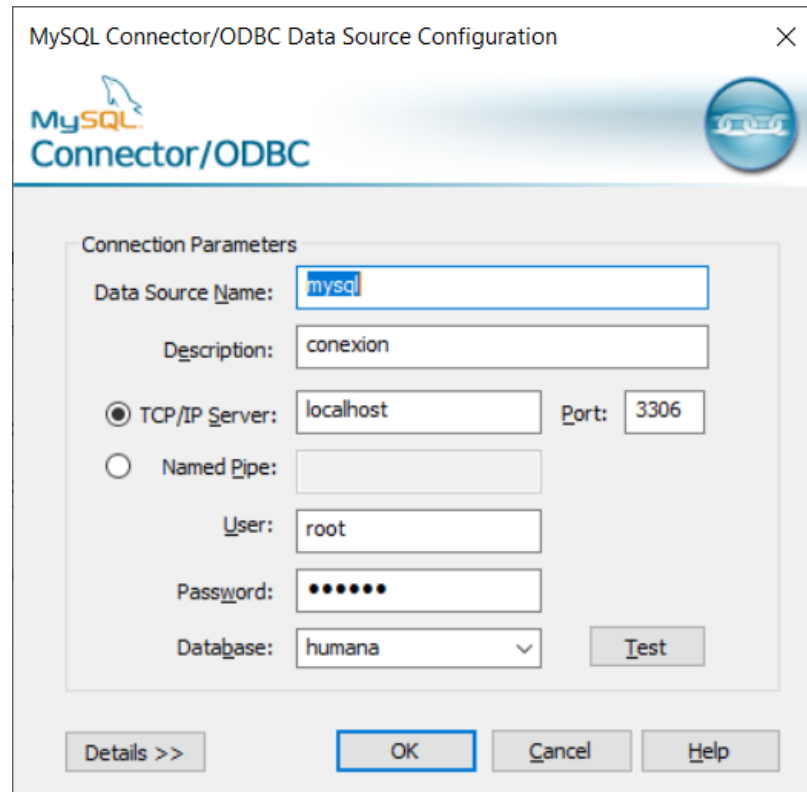 MySQL Connector/ODBC Data Source Configuration
MySQL
Connector/ODBC
Connection Parameters
Data Source Name: mysql
Description: conexion
TCP/IP Server: localhost Port: 3306
Named Pipe:
User: root
Password: ••••••
Database: humana Test
Details >> OK Cancel Help